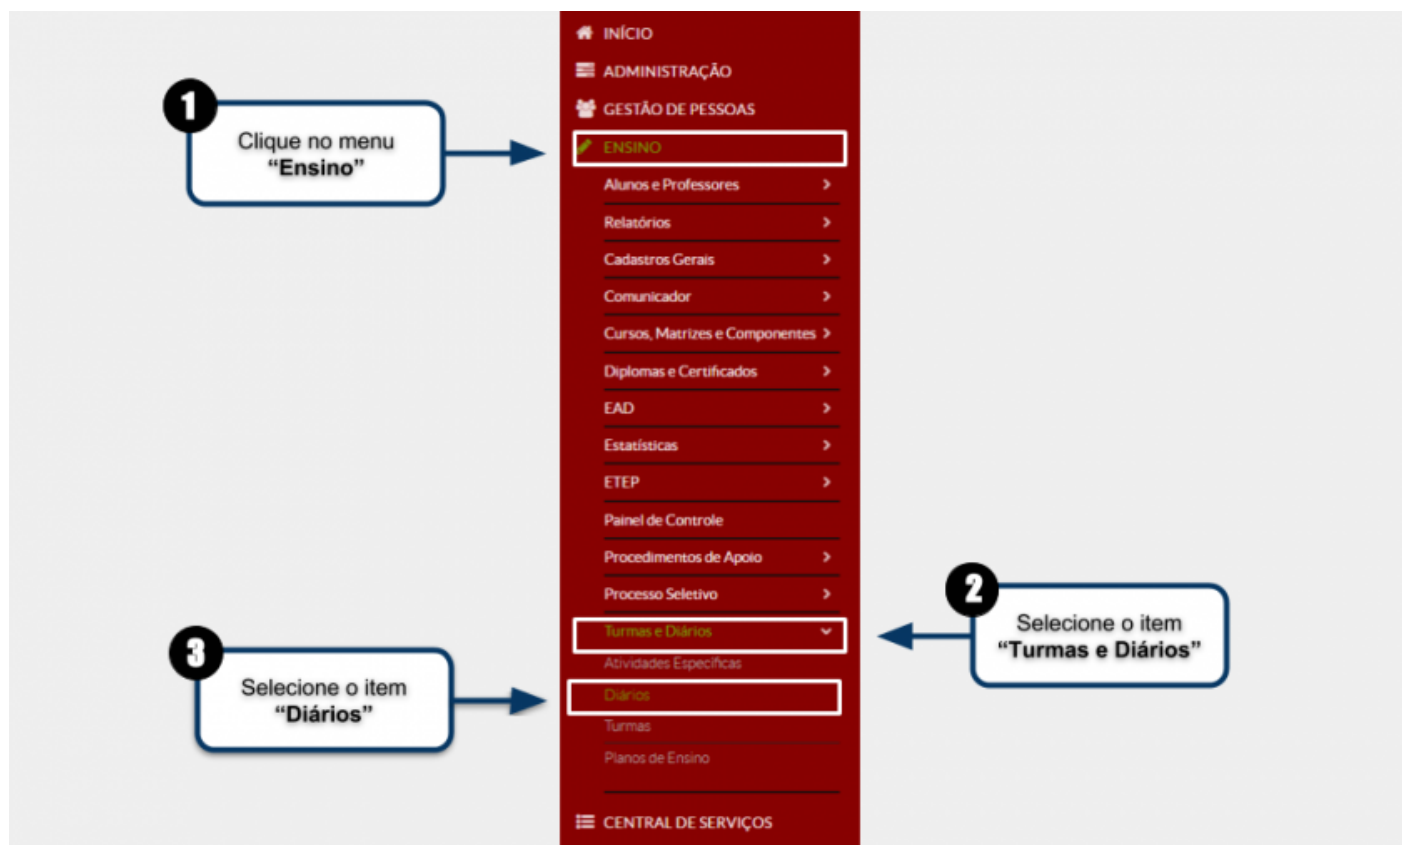 INÍCIO
ADMINISTRAÇÃO
GESTÃO DE PESSOAS
1
Clique no menu
“Ensino”
ENSINO
Alunos e Professores
Relatórios
Cadastros Gerais
Comunicador
Cursos, Matrizes e Componentes
Diplomas e Certificados
EAD
Estatísticas
ETEP
Painel de Controle
Procedimentos de Apoio
Processo Seletivo
2
Selecione o item
“Turmas e Diários”
Turmas e Diários
Atividades Específicas
3
Selecione o item
“Diários”
Diários
Turmas
Planos de Ensino
CENTRAL DE SERVIÇOS